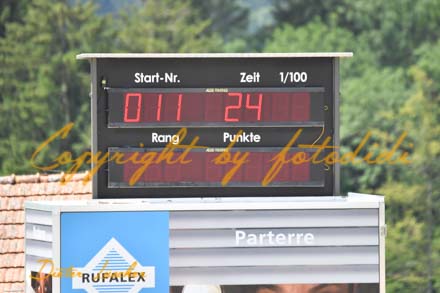 Start-Nr. Zeit 1/100
011 24
Rang Punkte
Copyright by fotodidi
Parterre
RUFALEX